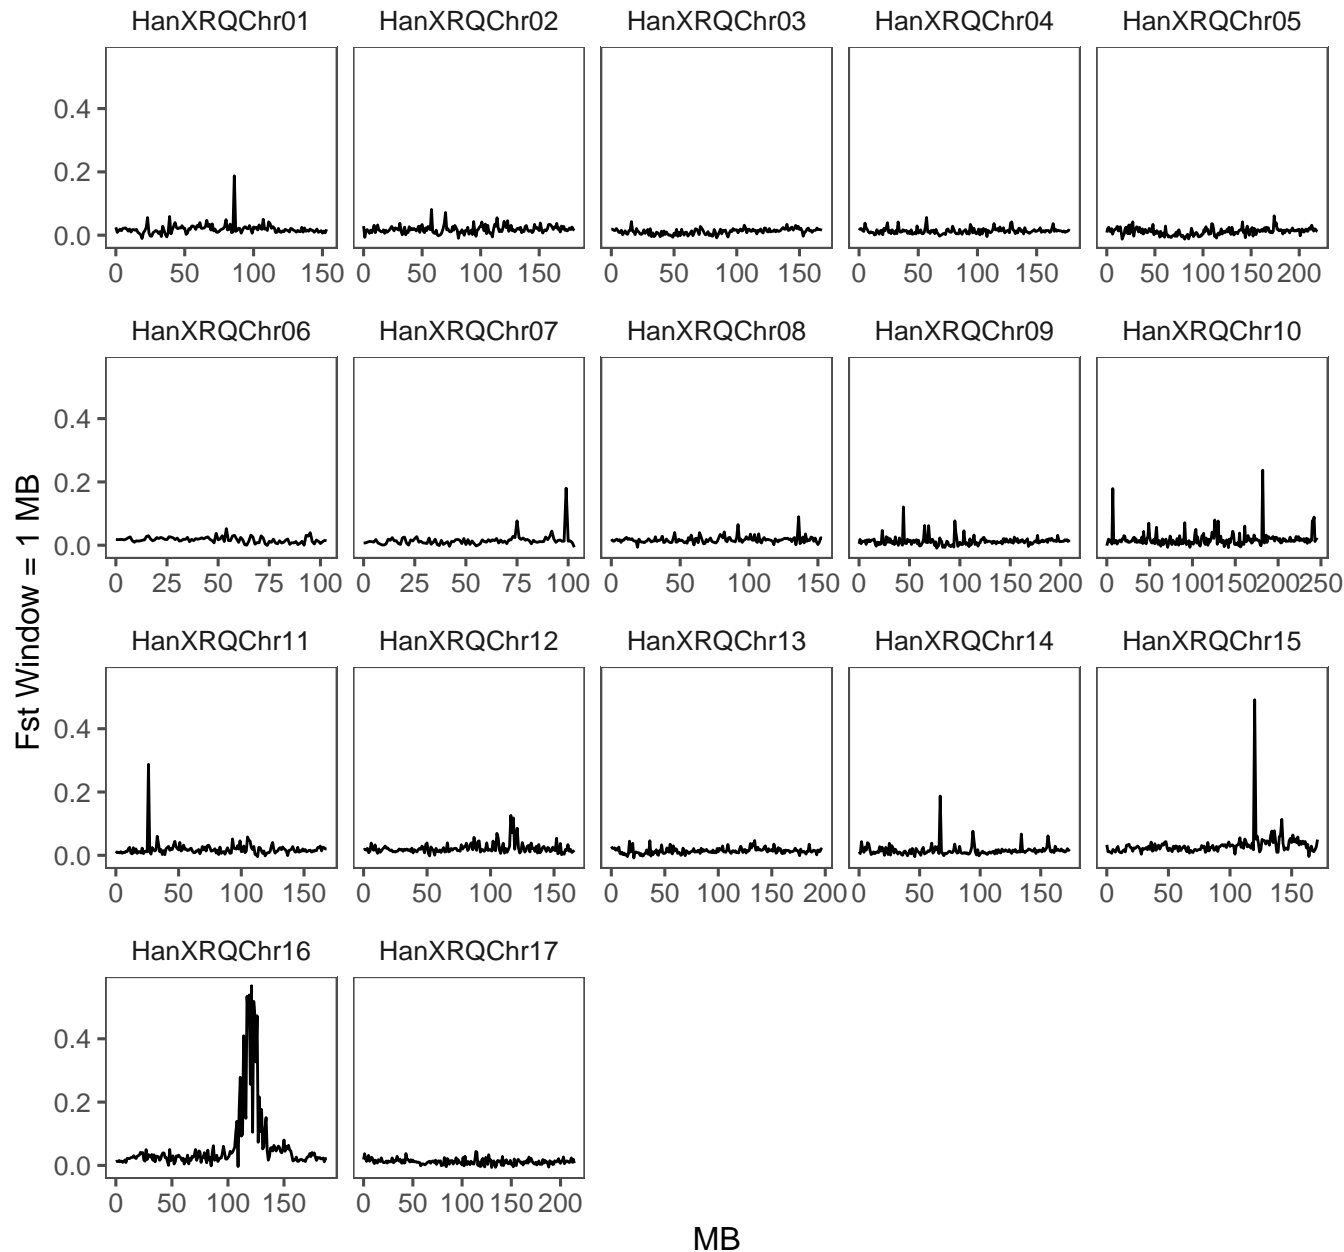 HanXRQChr01 HanXRQChr02 HanXRQChr03 HanXRQChr04 HanXRQChr05
0.4
0.2
0.0
0 50 100 150 0 50 100 150 0 50 100 150 0 50 100 150 0 50 100 150 200
HanXRQChr06 HanXRQChr07 HanXRQChr08 HanXRQChr09 HanXRQChr10
0.4
0.2
0.0
0 25 50 75 100 0 25 50 75 100 0 50 100 150 0 50 100 150 200 0 50 100 150 200 250
Fst Window = 1 MB
HanXRQChr11 HanXRQChr12 HanXRQChr13 HanXRQChr14 HanXRQChr15
0.4
0.2
0.0
0 50 100 150 0 50 100 150 0 50 100 150 200 0 50 100 150 0 50 100 150
HanXRQChr16 HanXRQChr17
0.4
0.2
0.0
0 50 100 150 0 50 100 150 200
MB